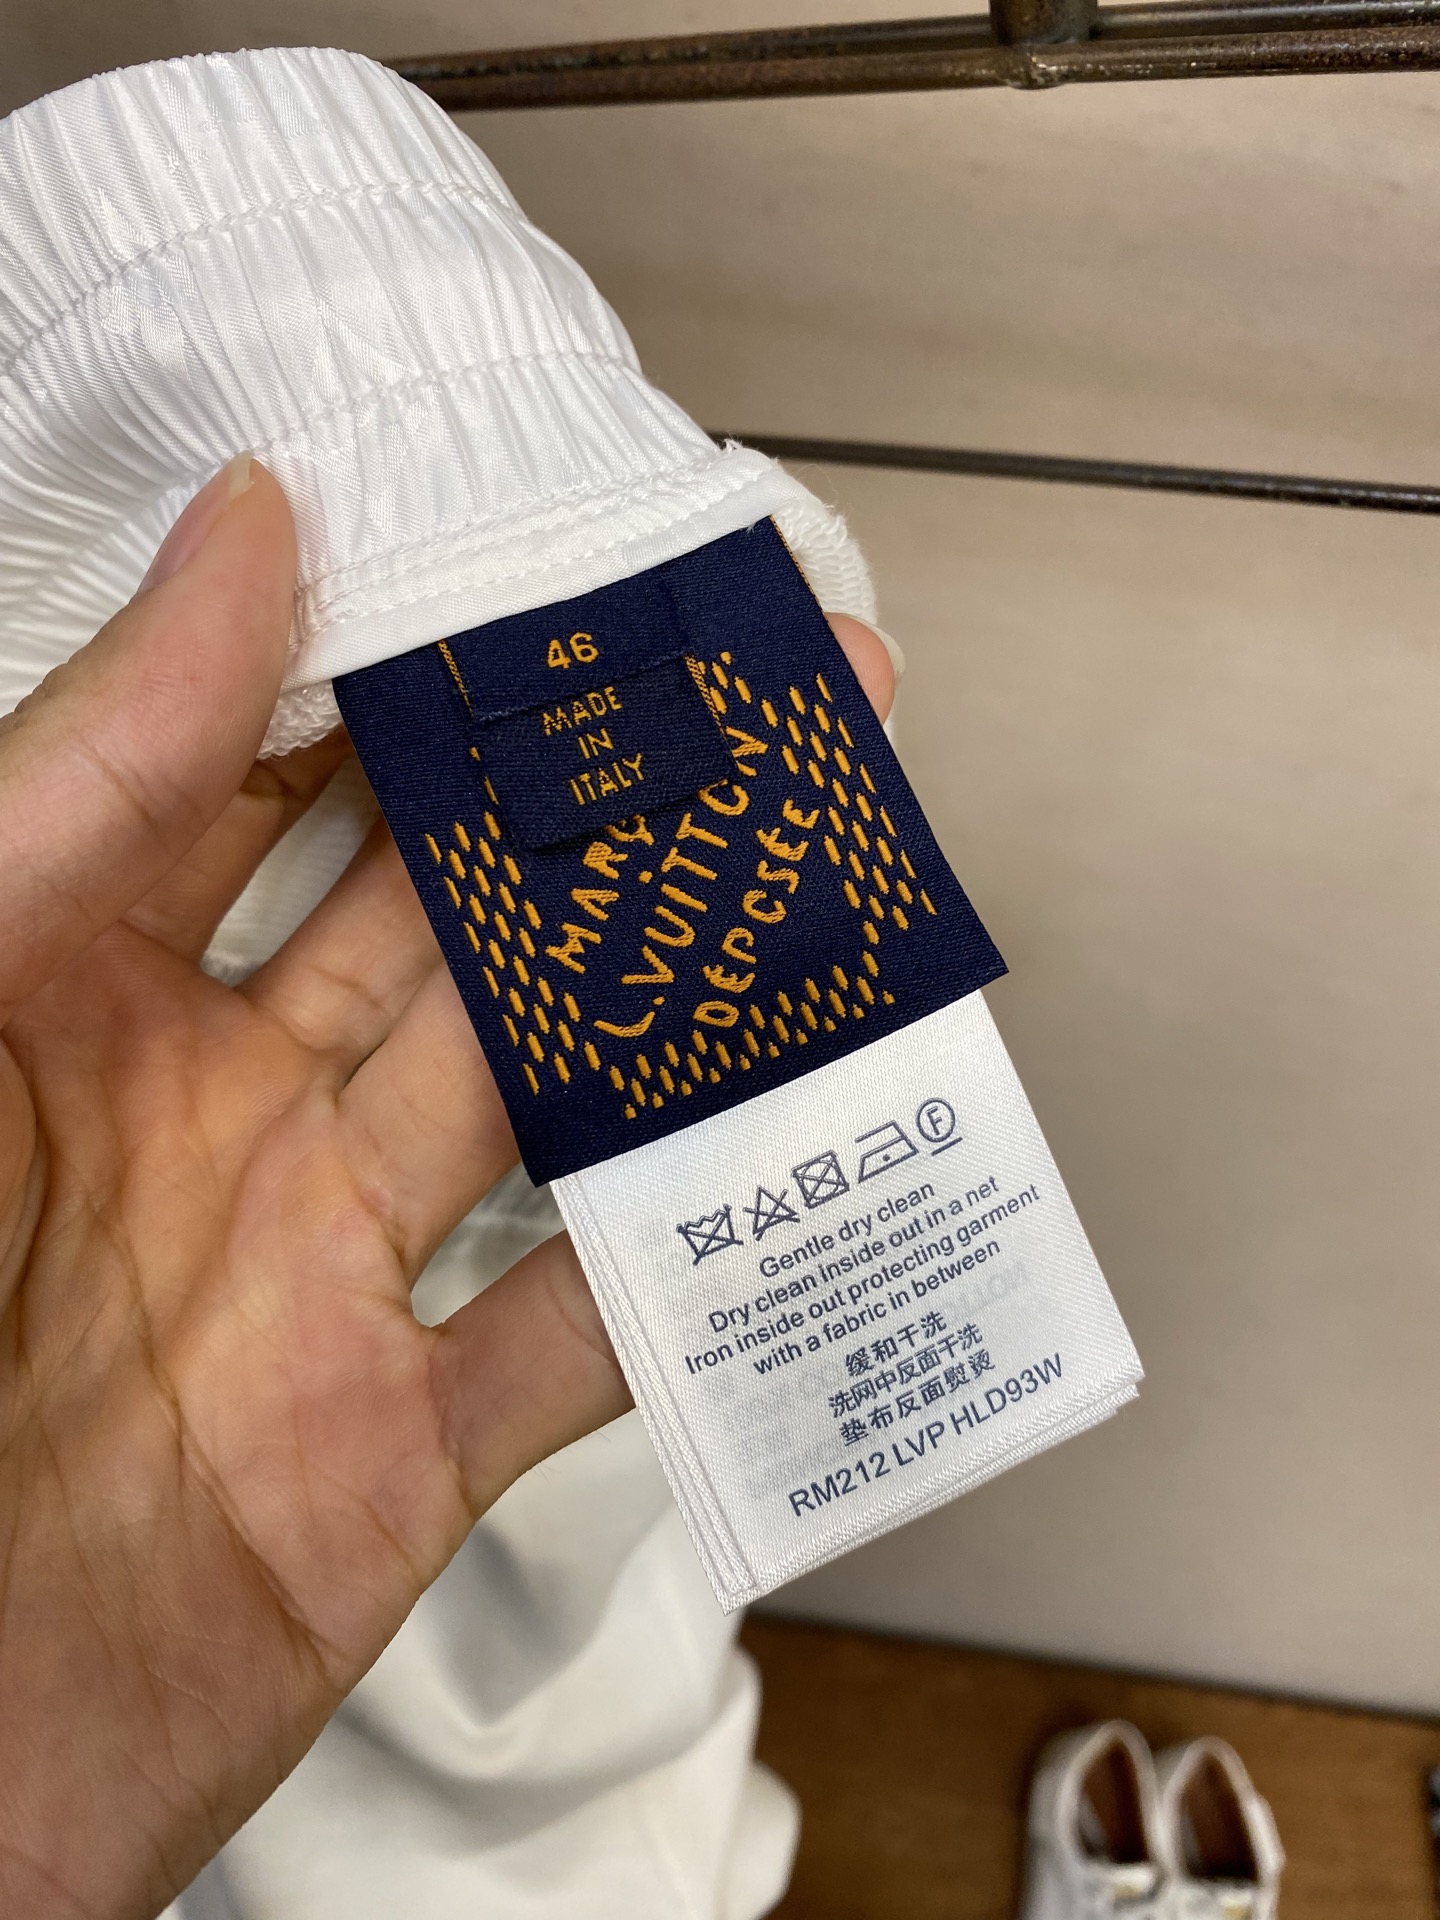 46
MADE
IN
ITALY
L.VUITTON
Gentle dry clean
Dry clean inside out in a net
Iron inside out protecting garment
with a fabric in between
缓和干洗
洗网中反面干洗
垫布反面熨烫
RM212 LVP HLD93W
F